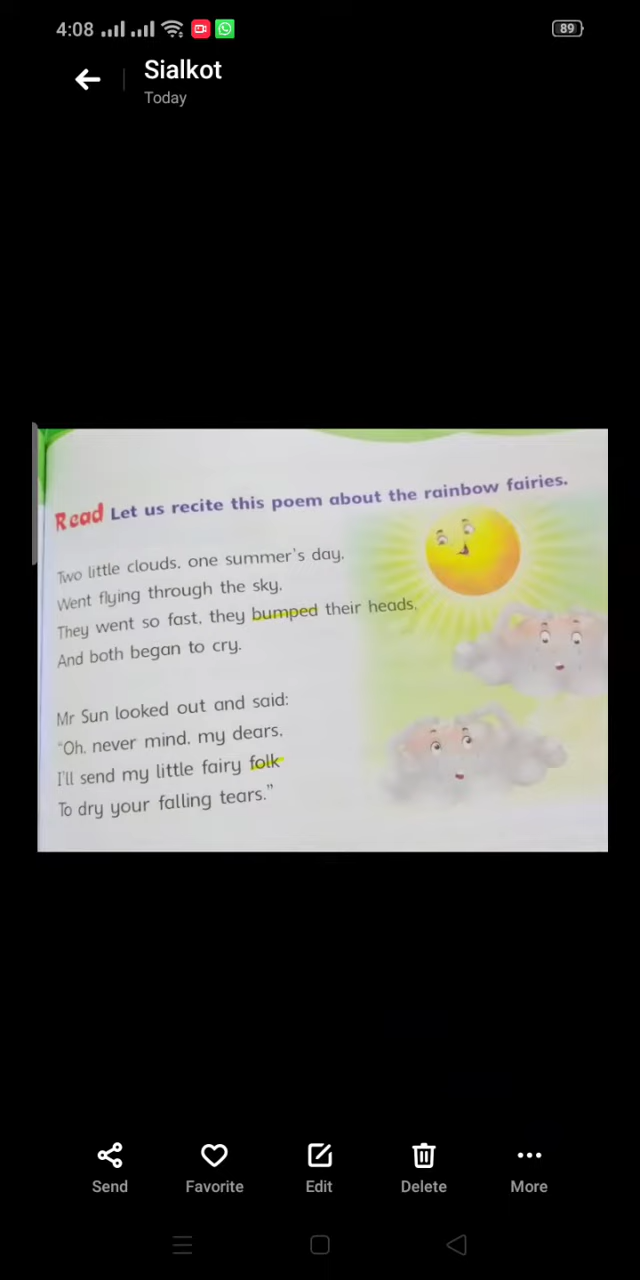 4:08
89
Sialkot
Today
Read Let us recite this poem about the rainbow fairies.
Two little clouds, one summer's day,
Went flying through the sky,
They went so fast, they bumped their heads,
And both began to cry.
Mr Sun looked out and said:
"Oh, never mind, my dears,
I'll send my little fairy folk
To dry your falling tears."
Send Favorite Edit Delete More